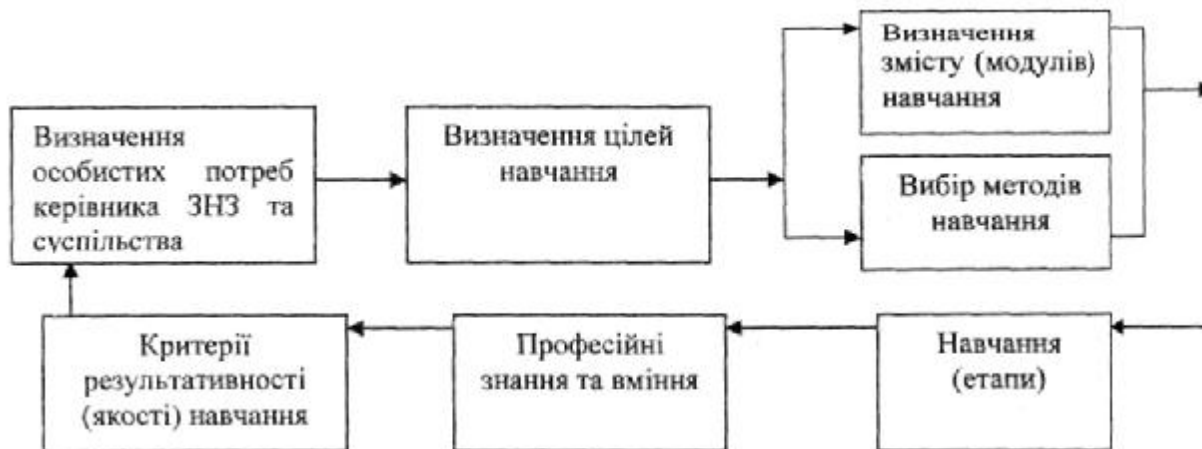 Визначення
особистих потреб
керівника ЗНЗ та
суспільства
Визначення цілей
навчання
Визначення
змісту (модулів)
навчання
Вибір методів
навчання
Критерії
результативності
(якості) навчання
Професійні
знання та вміння
Навчання
(етапи)